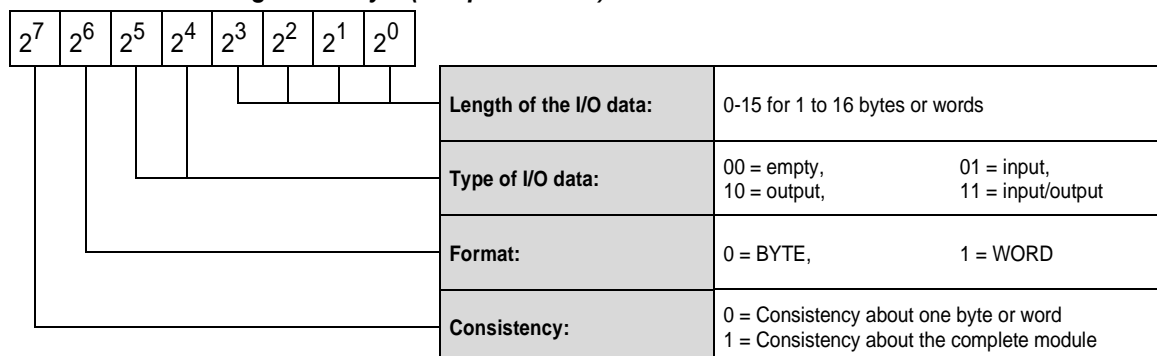 2^7 2^6 2^5 2^4 2^3 2^2 2^1 2^0
Length of the I/O data: 0-15 for 1 to 16 bytes or words
Type of I/O data: 00 = empty, 01 = input,
10 = output, 11 = input/output
Format: 0 = BYTE, 1 = WORD
Consistency: 0 = Consistency about one byte or word
1 = Consistency about the complete module